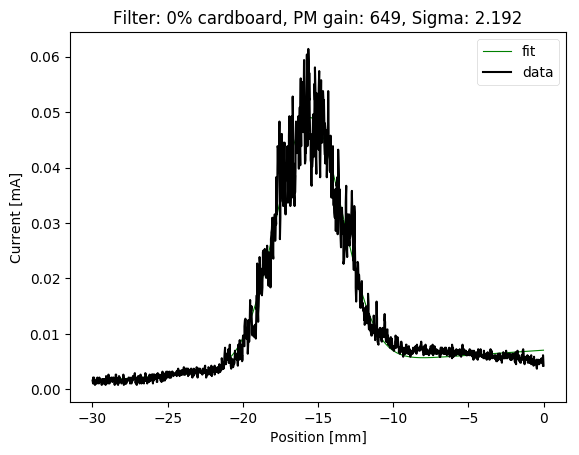 Filter: 0% cardboard, PM gain: 649, Sigma: 2.192
fit
data
0.06
0.05
0.04
0.03
0.02
0.01
0.00
Current [mA]
−30
−25
−20
−15
−10
−5
0
Position [mm]